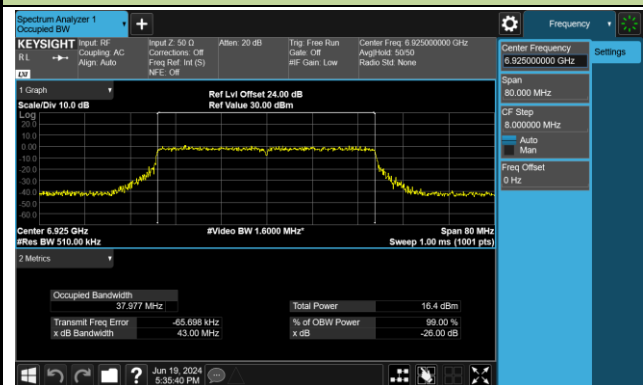 Spectrum Analyzer 1
Occupied BW
Frequency
KEYSIGHT
RL
LXI
Input: RF
Coupling: AC
Align: Auto
Input Z: 50 Ω
Corrections: Off
Freq Ref: Int (S)
NFE: Off
Atten: 20 dB
Trig: Free Run
Gate: Off
#IF Gain: Low
Center Freq: 6.925000000 GHz
Avg|Hold: 50/50
Radio Std: None
Center Frequency
6.925000000 GHz
Settings
Span
80.000 MHz
CF Step
8.000000 MHz
Auto
Man
Freq Offset
0 Hz
1 Graph
Scale/Div 10.0 dB
Ref Lvl Offset 24.00 dB
Ref Value 30.00 dBm
Log
20.0
10.0
0.00
-10.0
-20.0
-30.0
-40.0
-50.0
-60.0
Center 6.925 GHz
#Res BW 510.00 kHz
#Video BW 1.6000 MHz*
Span 80 MHz
Sweep 1.00 ms (1001 pts)
2 Metrics
Occupied Bandwidth
37.977 MHz
Total Power 16.4 dBm
Transmit Freq Error -65.698 kHz
% of OBW Power 99.00 %
x dB Bandwidth 43.00 MHz
x dB -26.00 dB
Jun 19, 2024
5:35:40 PM